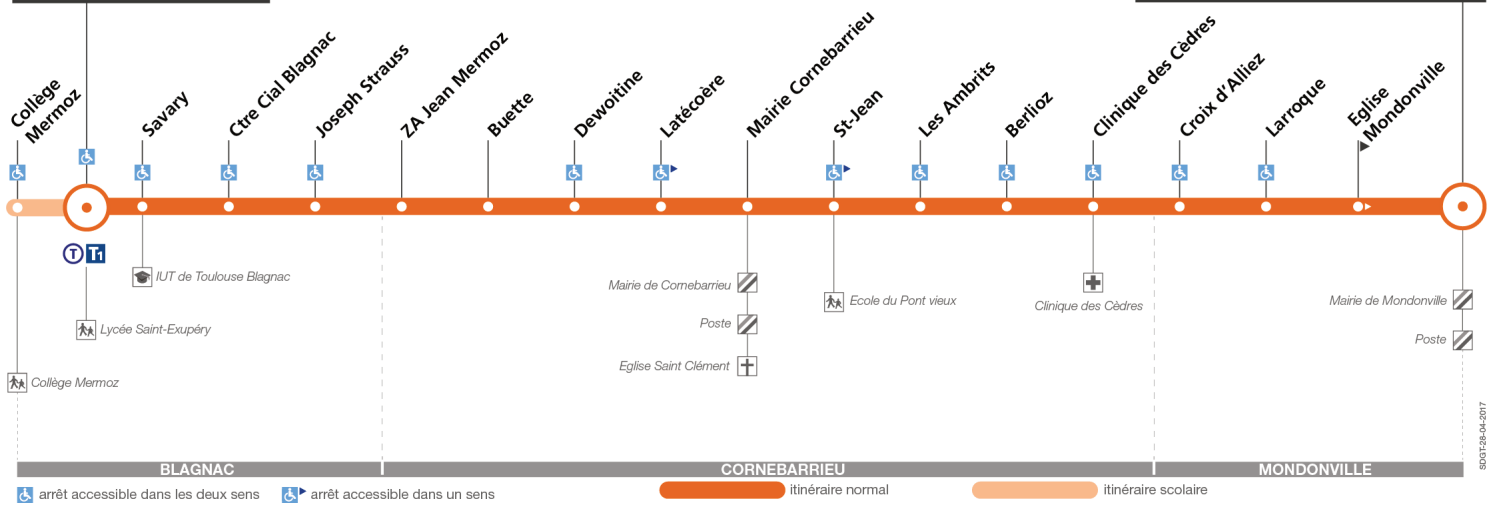 Collège
Mermoz
Savary
Ctre Cial Blagnac
Joseph Strauss
ZA Jean Mermoz
Buette
Dewoitine
Latécoère
Mairie Cornebarrieu
St-Jean
Les Ambrits
Berlioz
Clinique des Cèdres
Croix d'Alliez
Larroque
Eglise
Mondonville
T T1
IUT de Toulouse Blagnac
Lycée Saint-Exupéry
Collège Mermoz
Mairie de Cornebarrieu
Poste
Eglise Saint Clément
Ecole du Pont vieux
Clinique des Cèdres
Mairie de Mondonville
Poste
SDGT-28-04-2017
BLAGNAC
CORNEBARRIEU
MONDONVILLE
arrêt accessible dans les deux sens
arrêt accessible dans un sens
itinéraire normal
itinéraire scolaire